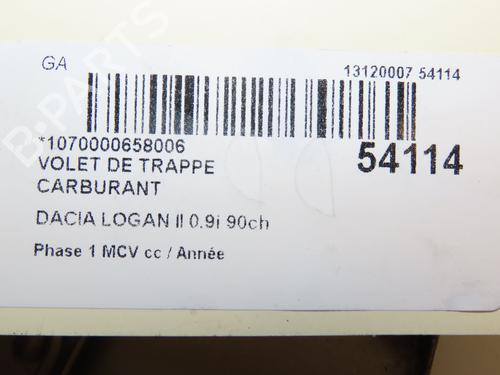 GA
13120007 54114
*1070000658006
54114
VOLET DE TRAPPE
CARBURANT
DACIA LOGAN II 0.9i 90ch
Phase 1 MCV cc / Année
B-PARTS